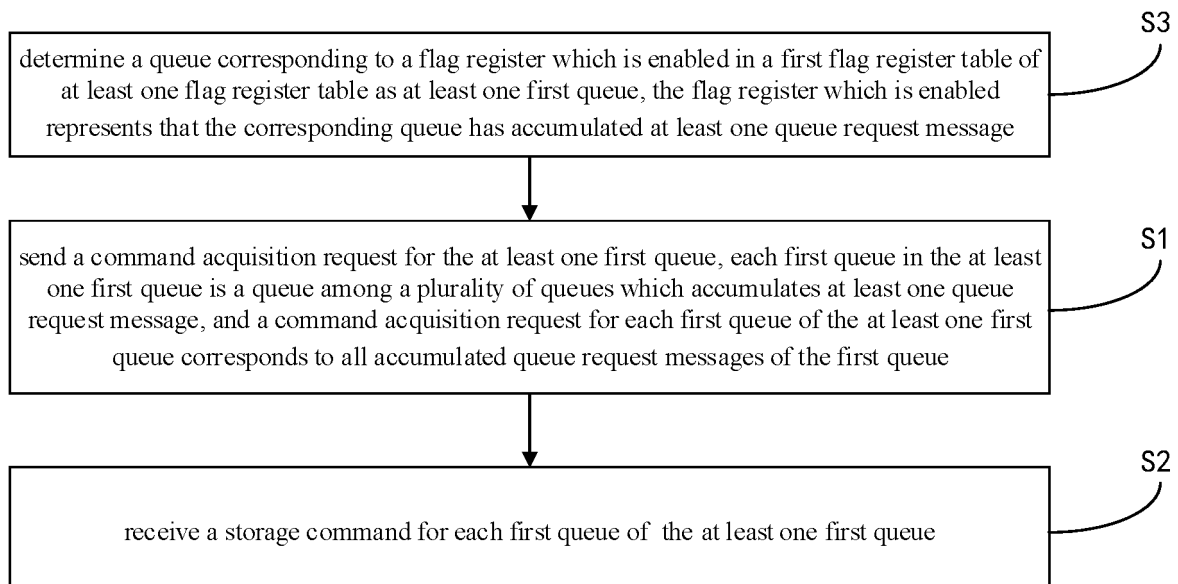 S3
determine a queue corresponding to a flag register which is enabled in a first flag register table of
at least one flag register table as at least one first queue, the flag register which is enabled
represents that the corresponding queue has accumulated at least one queue request message
S1
send a command acquisition request for the at least one first queue, each first queue in the at least
one first queue is a queue among a plurality of queues which accumulates at least one queue
request message, and a command acquisition request for each first queue of the at least one first
queue corresponds to all accumulated queue request messages of the first queue
S2
receive a storage command for each first queue of the at least one first queue